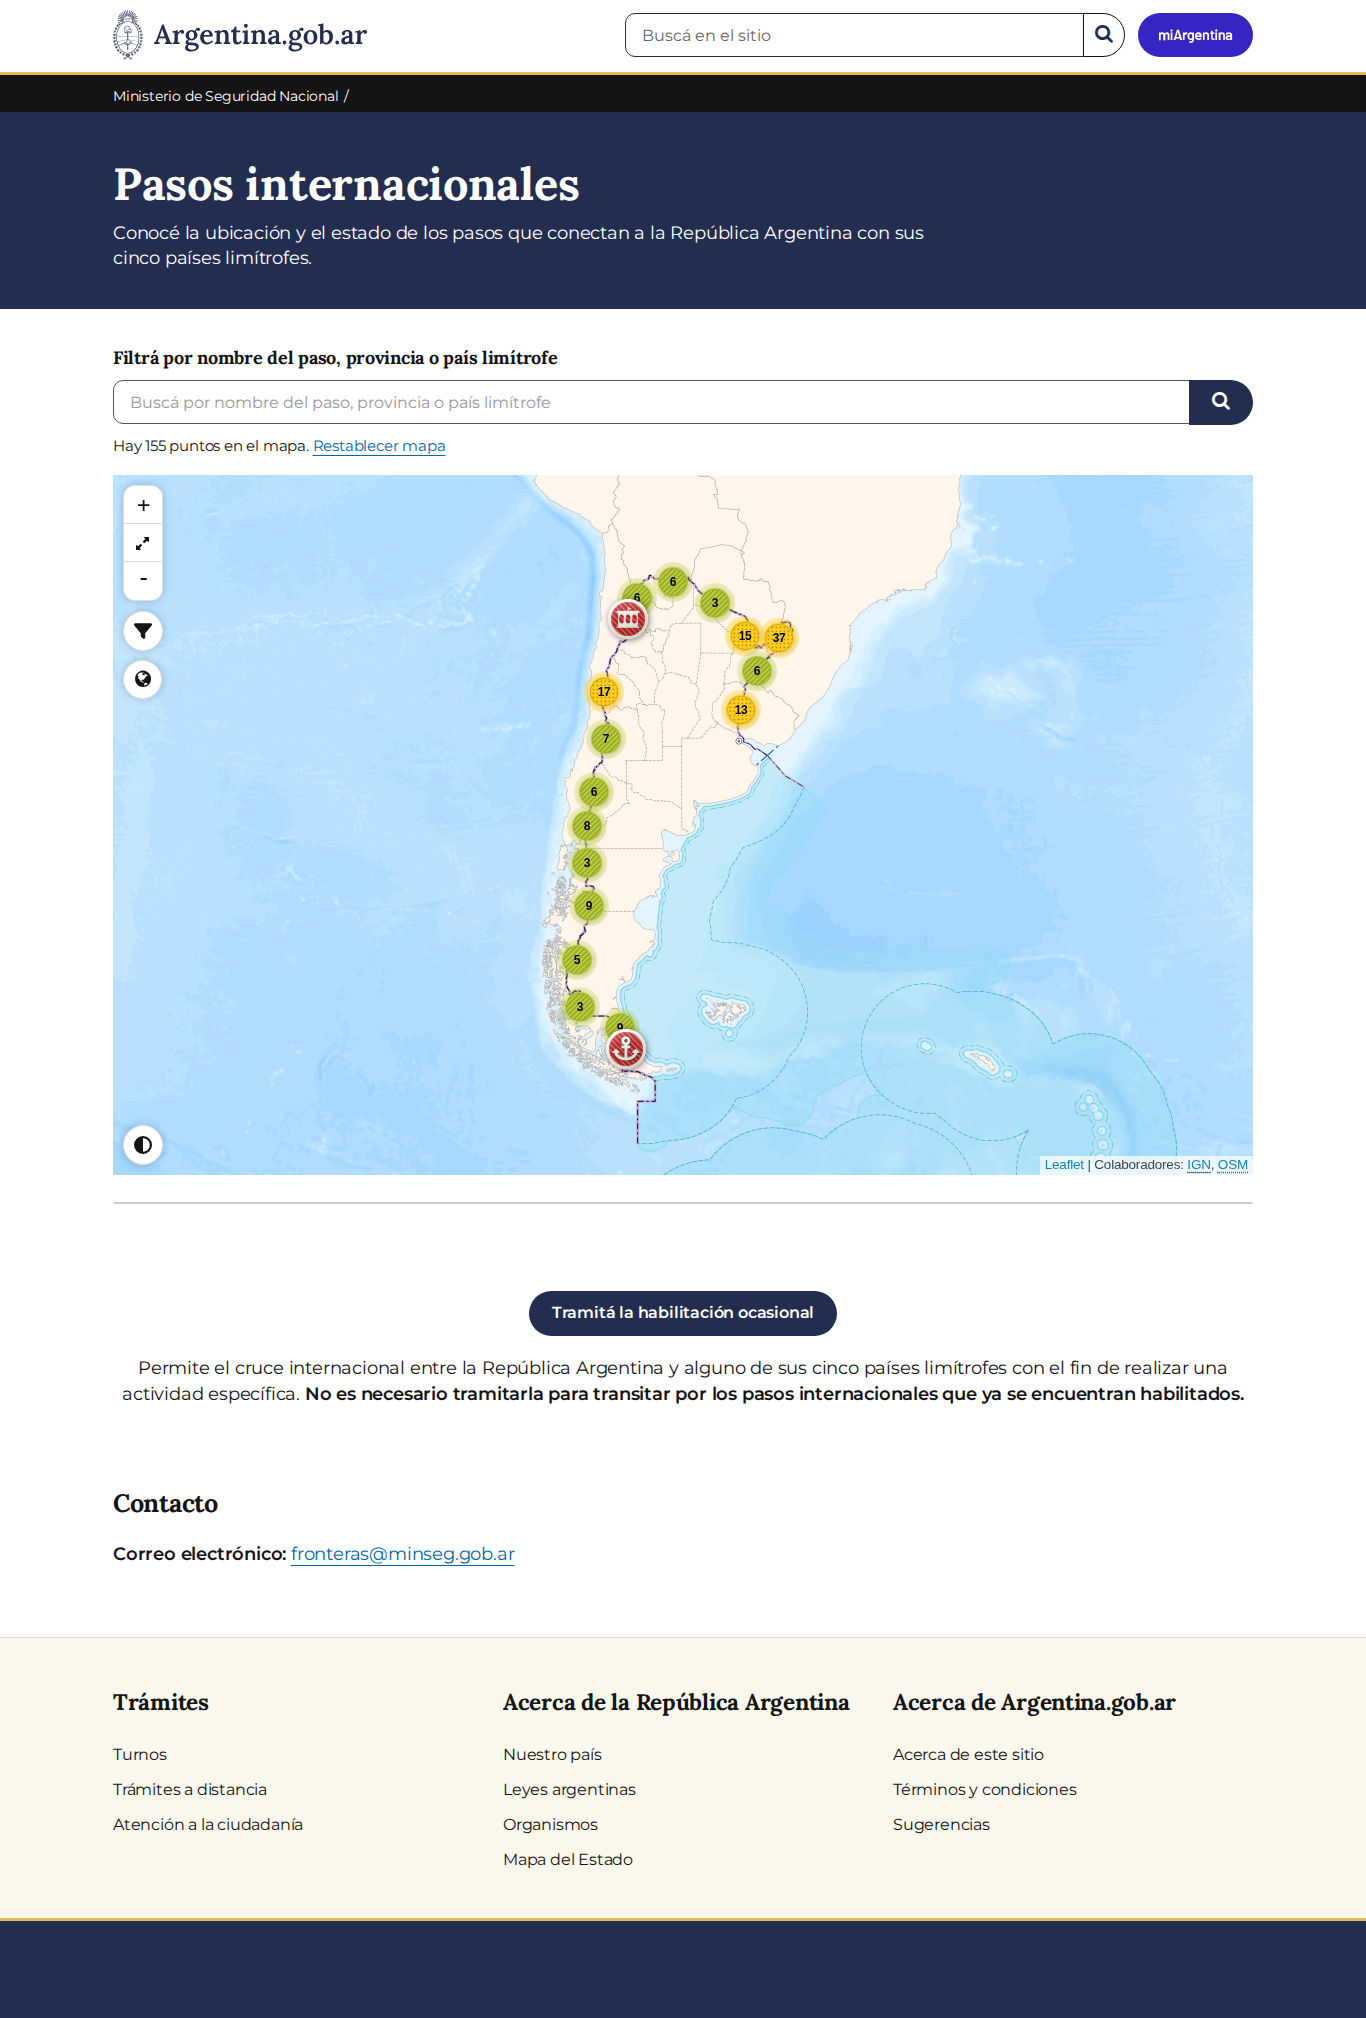 Argentina.gob.ar
Buscá en el sitio
miArgentina
Ministerio de Seguridad Nacional /
Pasos internacionales
Conocé la ubicación y el estado de los pasos que conectan a la República Argentina con sus
cinco países limítrofes.
Filtrá por nombre del paso, provincia o país limítrofe
Buscá por nombre del paso, provincia o país limítrofe
Hay 155 puntos en el mapa. Restablecer mapa
+
-
6
6
3
15
37
6
17
13
7
6
8
3
9
5
3
9
Leaflet | Colaboradores: IGN, OSM
Tramitá la habilitación ocasional
Permite el cruce internacional entre la República Argentina y alguno de sus cinco países limítrofes con el fin de realizar una
actividad específica. No es necesario tramitarla para transitar por los pasos internacionales que ya se encuentran habilitados.
Contacto
Correo electrónico: fronteras@minseg.gob.ar
Trámites
Turnos
Trámites a distancia
Atención a la ciudadanía
Acerca de la República Argentina
Nuestro país
Leyes argentinas
Organismos
Mapa del Estado
Acerca de Argentina.gob.ar
Acerca de este sitio
Términos y condiciones
Sugerencias